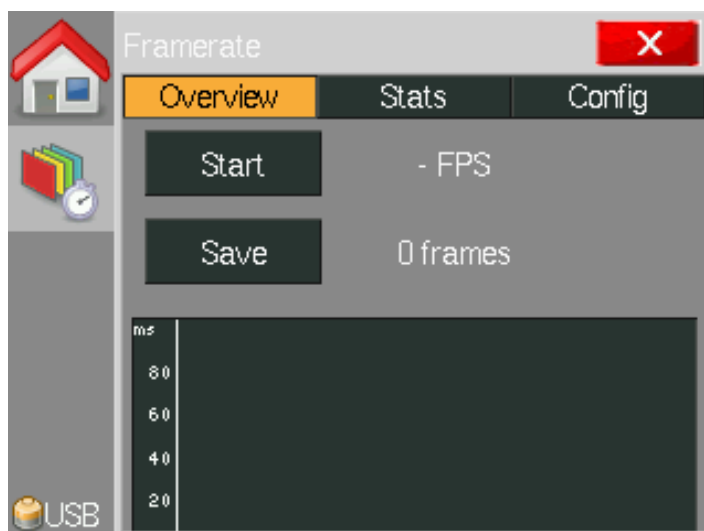 Framerate
Overview Stats Config
Start - FPS
Save 0 frames
ms
80
60
40
20
USB